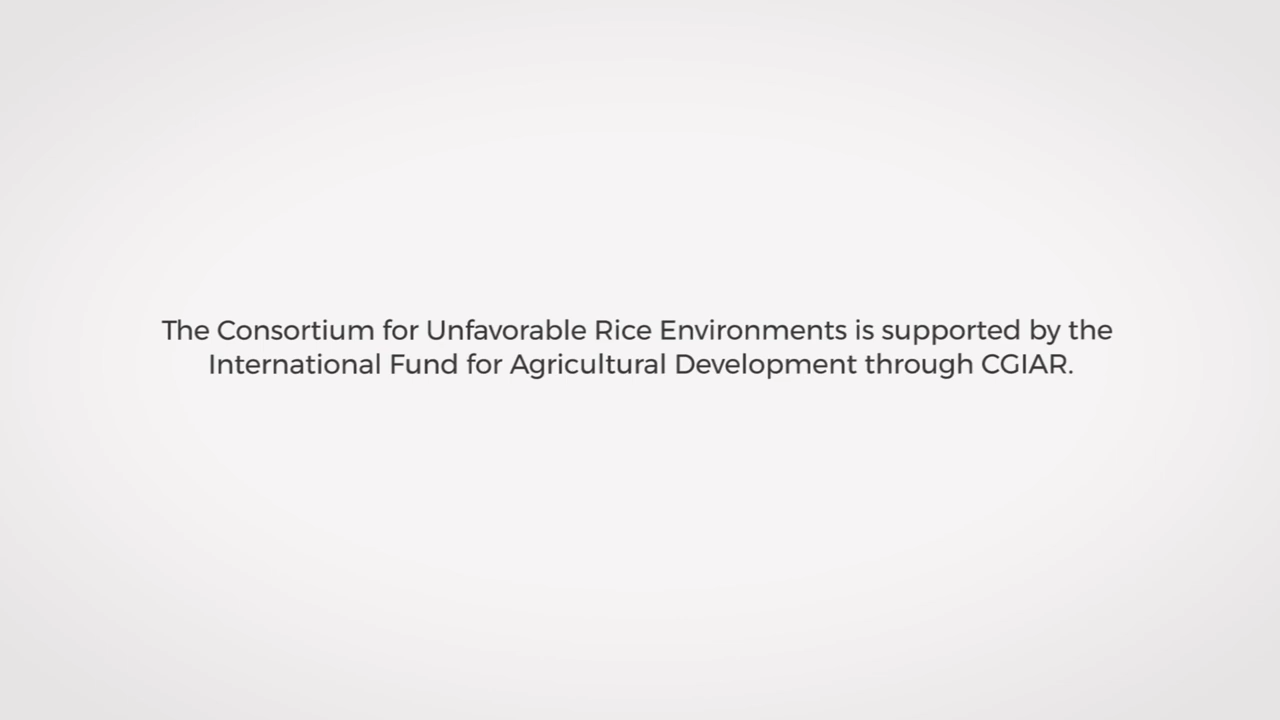 The Consortium for Unfavorable Rice Environments is supported by the
International Fund for Agricultural Development through CGIAR.